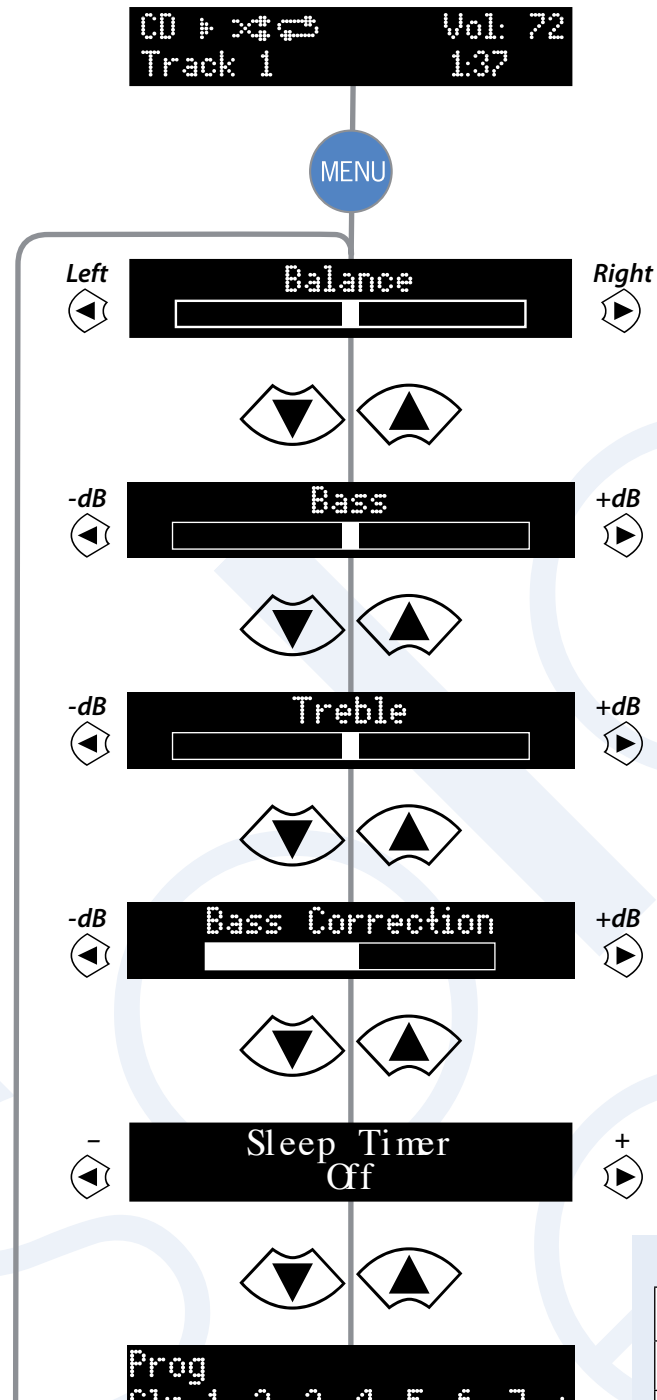 CD Vol: 72
Track 1 1:37
MENU
Left Balance Right
-dB Bass +dB
-dB Treble +dB
-dB Bass Correction +dB
– Sleep Timer +
Off
Prog